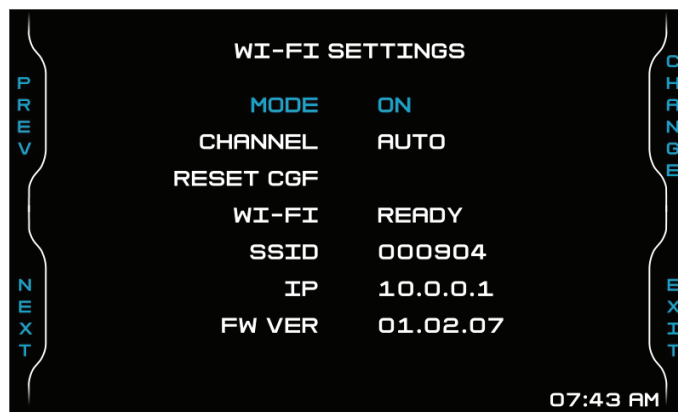 WI-FI SETTINGS
PREV
CHANGE
MODE ON
CHANNEL AUTO
RESET CGF
WI-FI READY
SSID 000904
IP 10.0.0.1
FW VER 01.02.07
NEXT
EXIT
07:43 AM